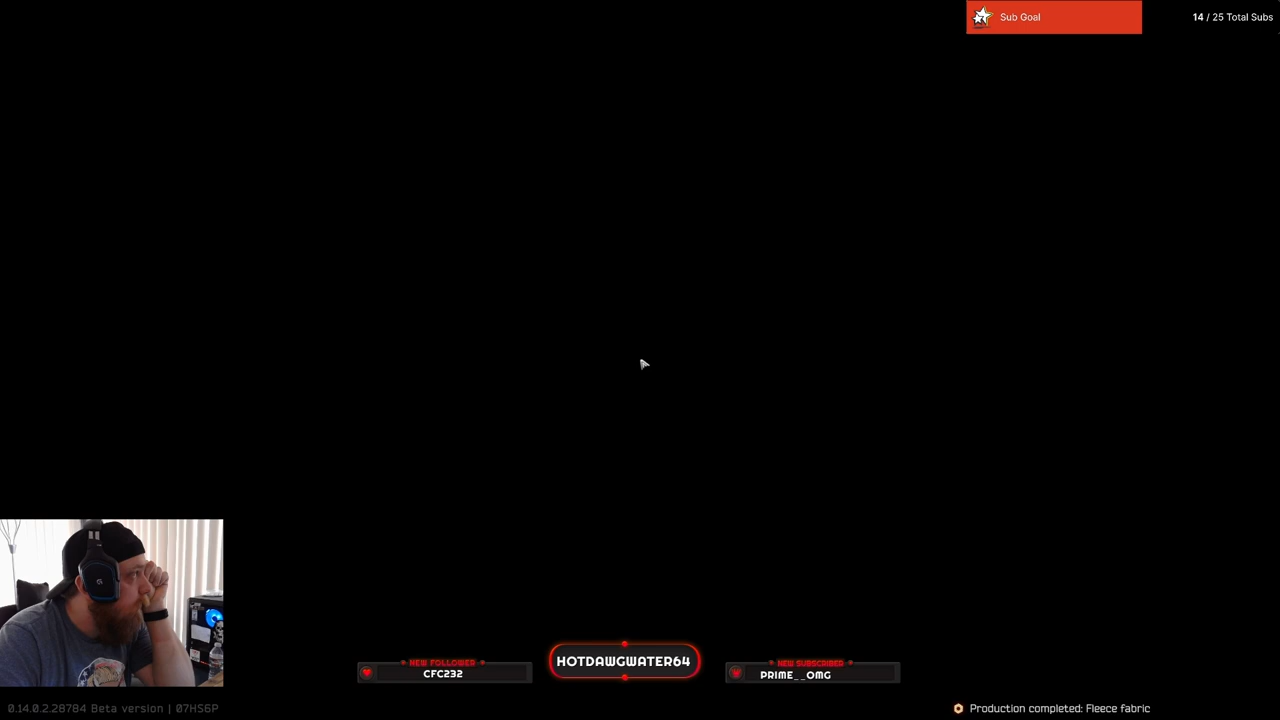 Sub Goal
14 / 25 Total Subs
NEW FOLLOWER
CFC232
HOTDAWGWATER64
NEW SUBSCRIBER
PRIME__OMG
0.14.0.2.28784 Beta version | 07HS6P
Production completed: Fleece fabric